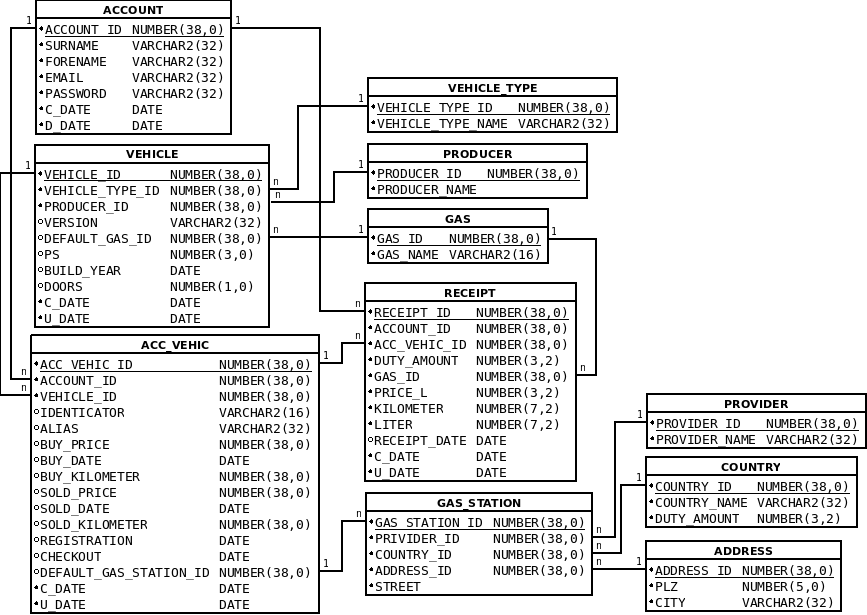 ACCOUNT
ACCOUNT_ID NUMBER(38,0)
SURNAME VARCHAR2(32)
FORENAME VARCHAR2(32)
EMAIL VARCHAR2(32)
PASSWORD VARCHAR2(32)
C_DATE DATE
D_DATE DATE
1
1
VEHICLE
VEHICLE_ID NUMBER(38,0)
VEHICLE_TYPE_ID NUMBER(38,0)
PRODUCER_ID NUMBER(38,0)
VERSION VARCHAR2(32)
DEFAULT_GAS_ID NUMBER(38,0)
PS NUMBER(3,0)
BUILD_YEAR DATE
DOORS NUMBER(1,0)
C_DATE DATE
U_DATE DATE
1
n
n
n
ACC_VEHIC
ACC_VEHIC_ID NUMBER(38,0)
ACCOUNT_ID NUMBER(38,0)
VEHICLE_ID NUMBER(38,0)
IDENTICATOR VARCHAR2(16)
ALIAS VARCHAR2(32)
BUY_PRICE NUMBER(38,0)
BUY_DATE DATE
BUY_KILOMETER NUMBER(38,0)
SOLD_PRICE NUMBER(38,0)
SOLD_DATE DATE
SOLD_KILOMETER NUMBER(38,0)
REGISTRATION DATE
CHECKOUT DATE
DEFAULT_GAS_STATION_ID NUMBER(38,0)
C_DATE DATE
U_DATE DATE
n
n
1
1
VEHICLE_TYPE
VEHICLE_TYPE_ID NUMBER(38,0)
VEHICLE_TYPE_NAME VARCHAR2(32)
1
PRODUCER
PRODUCER_ID NUMBER(38,0)
PRODUCER_NAME
1
GAS
GAS_ID NUMBER(38,0)
GAS_NAME VARCHAR2(16)
1
1
RECEIPT
RECEIPT_ID NUMBER(38,0)
ACCOUNT_ID NUMBER(38,0)
ACC_VEHIC_ID NUMBER(38,0)
DUTY_AMOUNT NUMBER(3,2)
GAS_ID NUMBER(38,0)
PRICE_L NUMBER(3,2)
KILOMETER NUMBER(7,2)
LITER NUMBER(7,2)
RECEIPT_DATE DATE
C_DATE DATE
U_DATE DATE
n
n
n
GAS_STATION
GAS_STATION_ID NUMBER(38,0)
PRIVIDER_ID NUMBER(38,0)
COUNTRY_ID NUMBER(38,0)
ADDRESS_ID NUMBER(38,0)
STREET
n
n
n
n
PROVIDER
PROVIDER_ID NUMBER(38,0)
PROVIDER_NAME VARCHAR2(32)
1
COUNTRY
COUNTRY_ID NUMBER(38,0)
COUNTRY_NAME VARCHAR2(32)
DUTY_AMOUNT NUMBER(3,2)
1
ADDRESS
ADDRESS_ID NUMBER(38,0)
PLZ NUMBER(5,0)
CITY VARCHAR2(32)
1